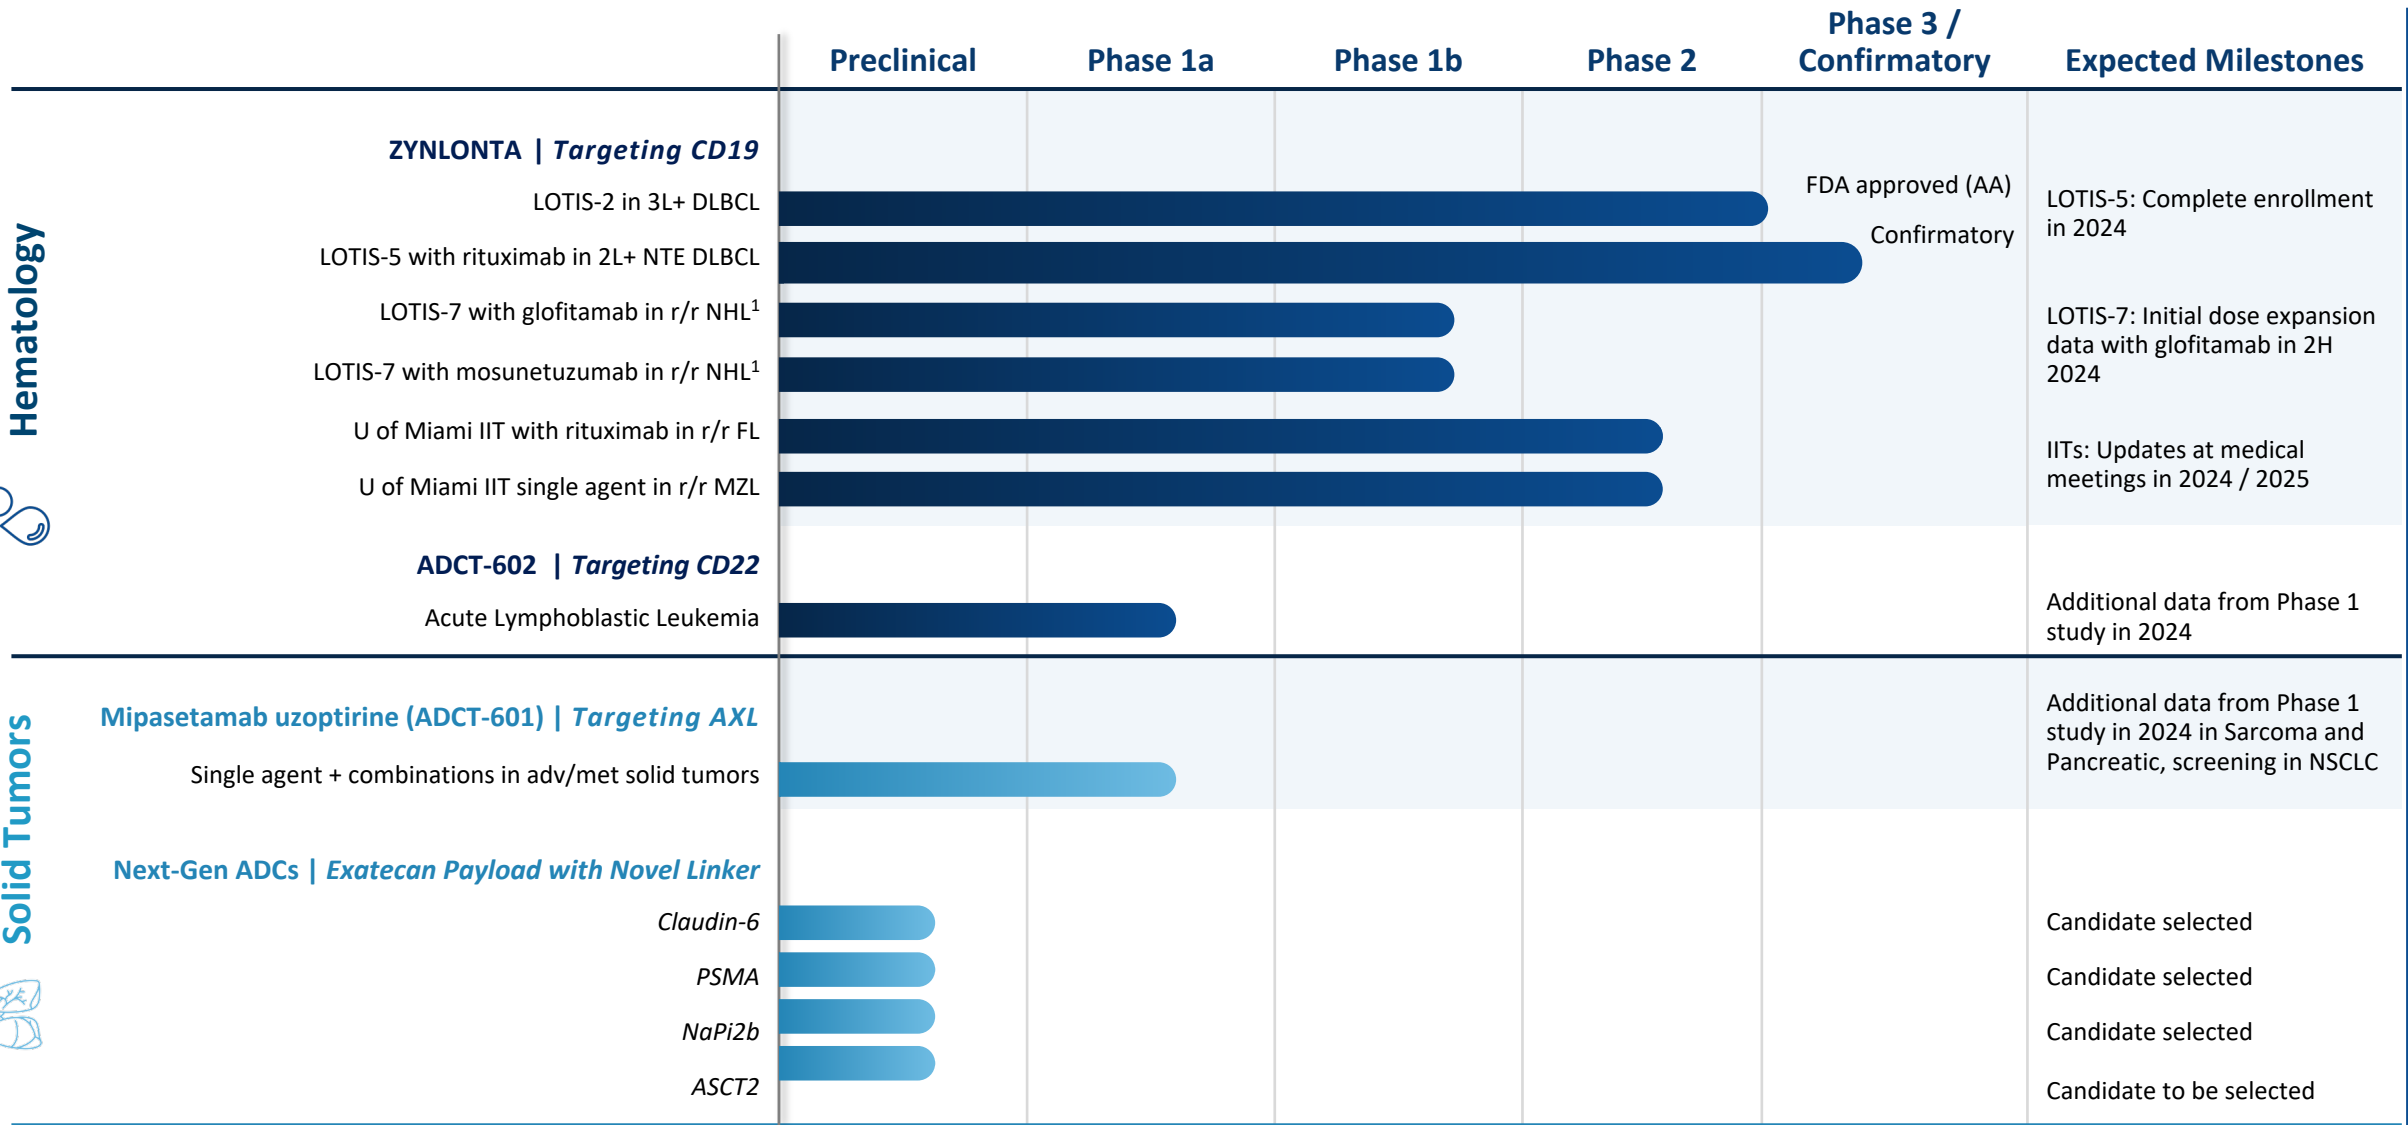 Phase 3 /
Preclinical Phase 1a Phase 1b Phase 2 Confirmatory Expected Milestones
Hematology
ZYNLONTA | Targeting CD19
LOTIS-2 in 3L+ DLBCL
FDA approved (AA)
LOTIS-5: Complete enrollment
in 2024
Confirmatory
LOTIS-5 with rituximab in 2L+ NTE DLBCL
LOTIS-7 with glofitamab in r/r NHL¹
LOTIS-7: Initial dose expansion
data with glofitamab in 2H
2024
LOTIS-7 with mosunetuzumab in r/r NHL¹
U of Miami IIT with rituximab in r/r FL
IITs: Updates at medical
meetings in 2024 / 2025
U of Miami IIT single agent in r/r MZL
ADCT-602 | Targeting CD22
Acute Lymphoblastic Leukemia
Additional data from Phase 1
study in 2024
Solid Tumors
Mipasetamab uzoptirine (ADCT-601) | Targeting AXL
Additional data from Phase 1
study in 2024 in Sarcoma and
Pancreatic, screening in NSCLC
Single agent + combinations in adv/met solid tumors
Next-Gen ADCs | Exatecan Payload with Novel Linker
Claudin-6 Candidate selected
PSMA Candidate selected
NaPi2b Candidate selected
ASCT2 Candidate to be selected